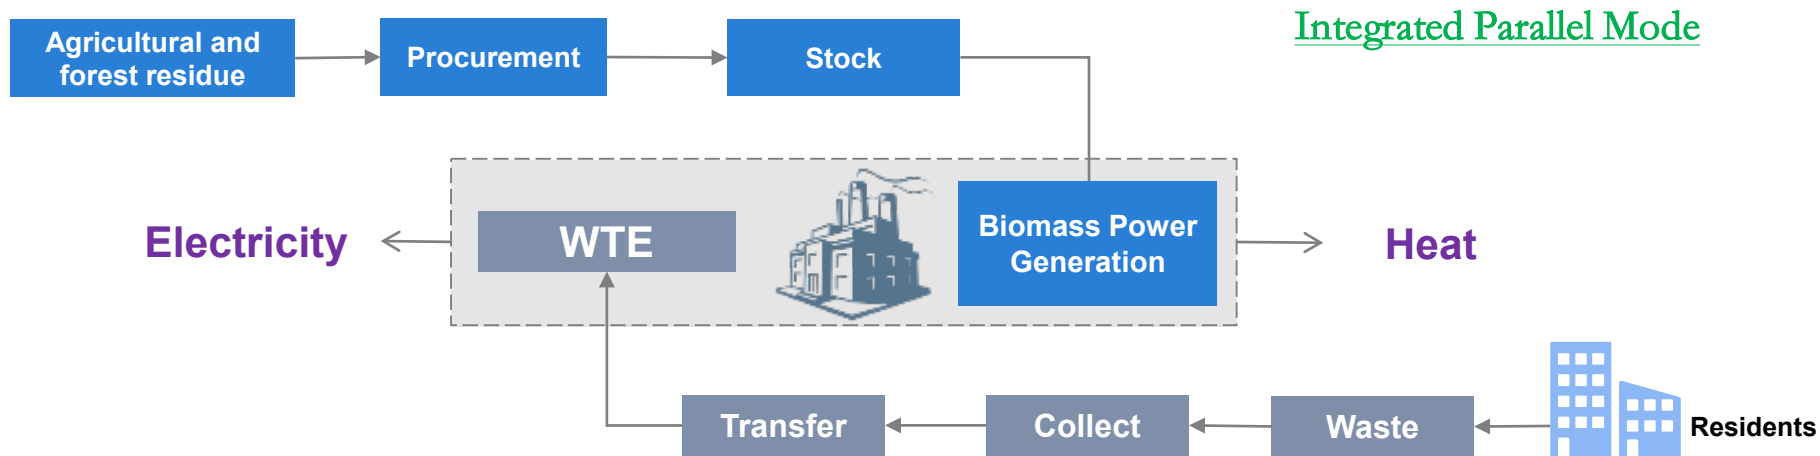 Integrated Parallel Mode
Agricultural and
forest residue
Procurement
Stock
Electricity
WTE
Biomass Power
Generation
Heat
Transfer
Collect
Waste
Residents